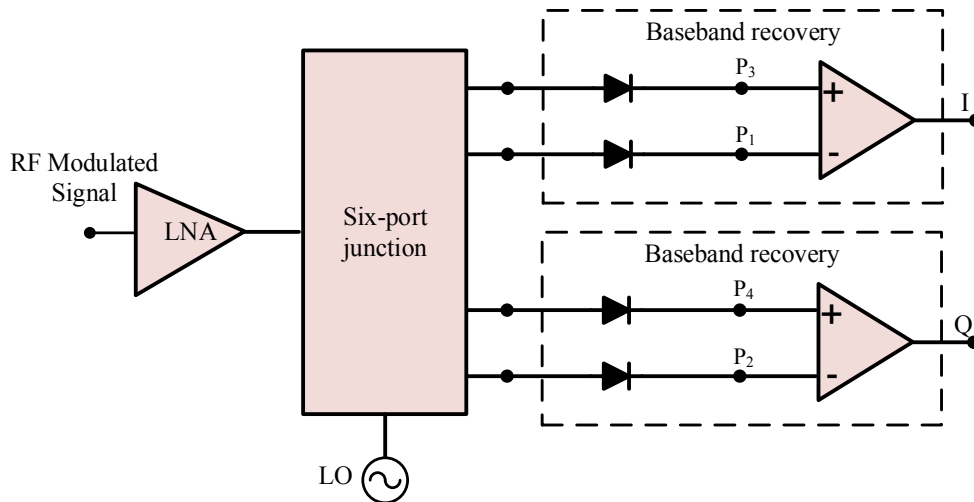 Baseband recovery
P3
+
I
P1
-
RF Modulated
Signal
LNA
Six-port
junction
Baseband recovery
P4
+
Q
P2
-
LO